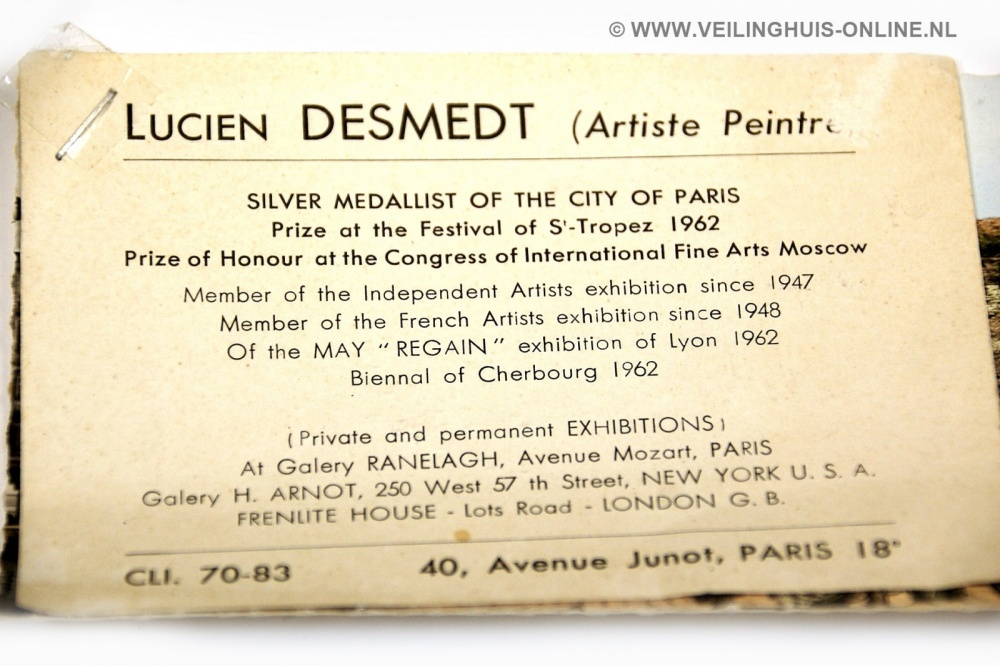 © WWW.VEILINGHUIS-ONLINE.NL
LUCIEN DESMEDT (Artiste Peintre)
SILVER MEDALLIST OF THE CITY OF PARIS
Prize at the Festival of S'-Tropez 1962
Prize of Honour at the Congress of International Fine Arts Moscow
Member of the Independent Artists exhibition since 1947
Member of the French Artists exhibition since 1948
Of the MAY “REGAIN” exhibition of Lyon 1962
Biennal of Cherbourg 1962
(Private and permanent EXHIBITIONS)
At Galery RANELAGH, Avenue Mozart, PARIS
Galery H. ARNOT, 250 West 57 th Street, NEW YORK U. S. A.
FRENLITE HOUSE - Lots Road - LONDON G. B.
CLI. 70-83 40, Avenue Junot, PARIS 18°